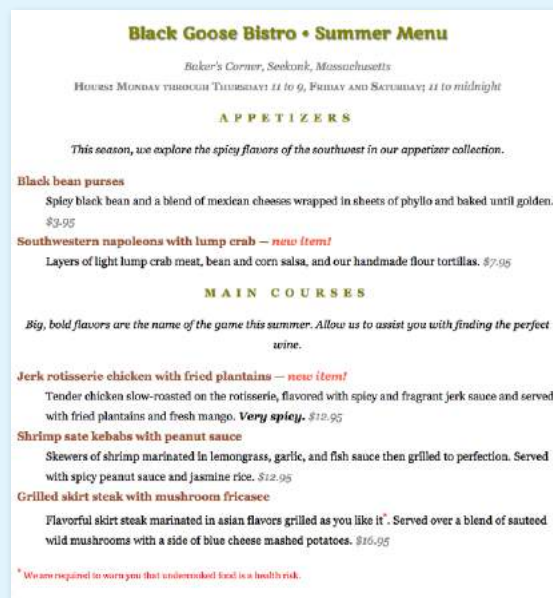 Black Goose Bistro • Summer Menu
Baker's Corner, Seekonk, Massachusetts
Hours: Monday through Thursday: 11 to 9, Friday and Saturday; 11 to midnight
APPETIZERS
This season, we explore the spicy flavors of the southwest in our appetizer collection.
Black bean purses
Spicy black bean and a blend of mexican cheeses wrapped in sheets of phyllo and baked until golden.
$3.95
Southwestern napoleons with lump crab — new item!
Layers of light lump crab meat, bean and corn salsa, and our handmade flour tortillas. $7.95
MAIN COURSES
Big, bold flavors are the name of the game this summer. Allow us to assist you with finding the perfect
wine.
Jerk rotisserie chicken with fried plantains — new item!
Tender chicken slow-roasted on the rotisserie, flavored with spicy and fragrant jerk sauce and served
with fried plantains and fresh mango. Very spicy. $12.95
Shrimp sate kebabs with peanut sauce
Skewers of shrimp marinated in lemongrass, garlic, and fish sauce then grilled to perfection. Served
with spicy peanut sauce and jasmine rice. $12.95
Grilled skirt steak with mushroom fricasee
Flavorful skirt steak marinated in asian flavors grilled as you like it*. Served over a blend of sauteed
wild mushrooms with a side of blue cheese mashed potatoes. $16.95
* We are required to warn you that undercooked food is a health risk.